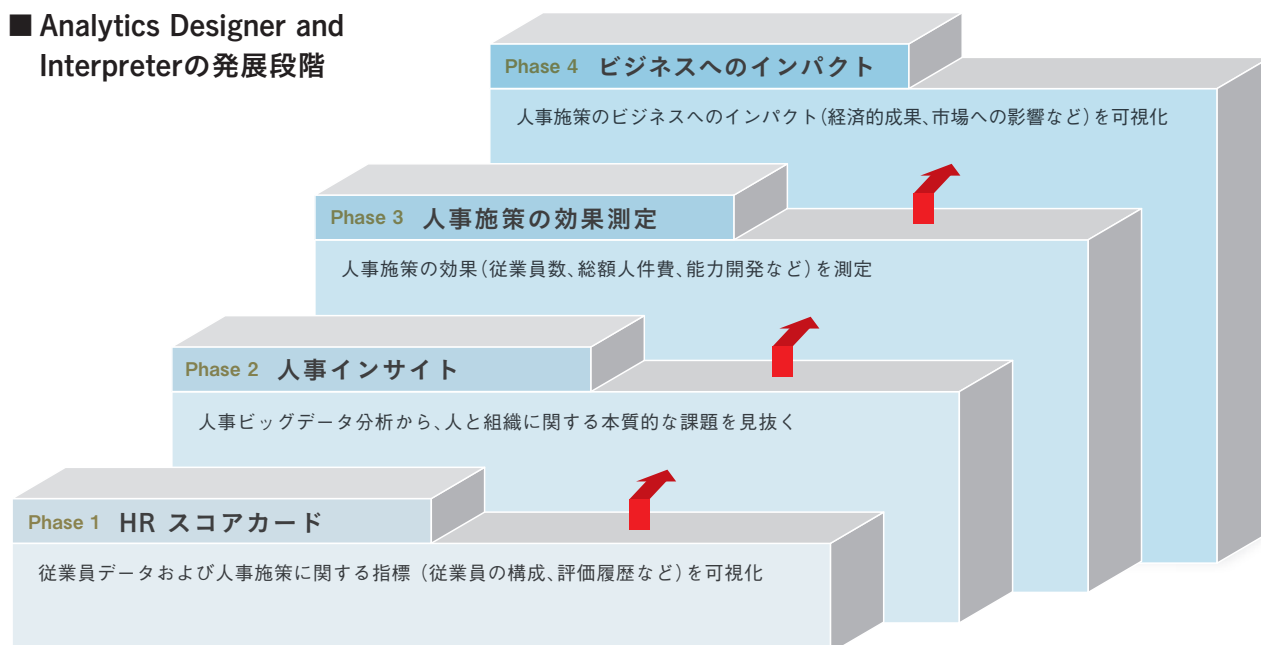 ■ Analytics Designer and
Interpreterの発展段階
Phase 4 ビジネスへのインパクト
人事施策のビジネスへのインパクト（経済的成果、市場への影響など）を可視化
Phase 3 人事施策の効果測定
人事施策の効果（従業員数、総額人件費、能力開発など）を測定
Phase 2 人事インサイト
人事ビッグデータ分析から、人と組織に関する本質的な課題を見抜く
Phase 1 HR スコアカード
従業員データおよび人事施策に関する指標（従業員の構成、評価履歴など）を可視化